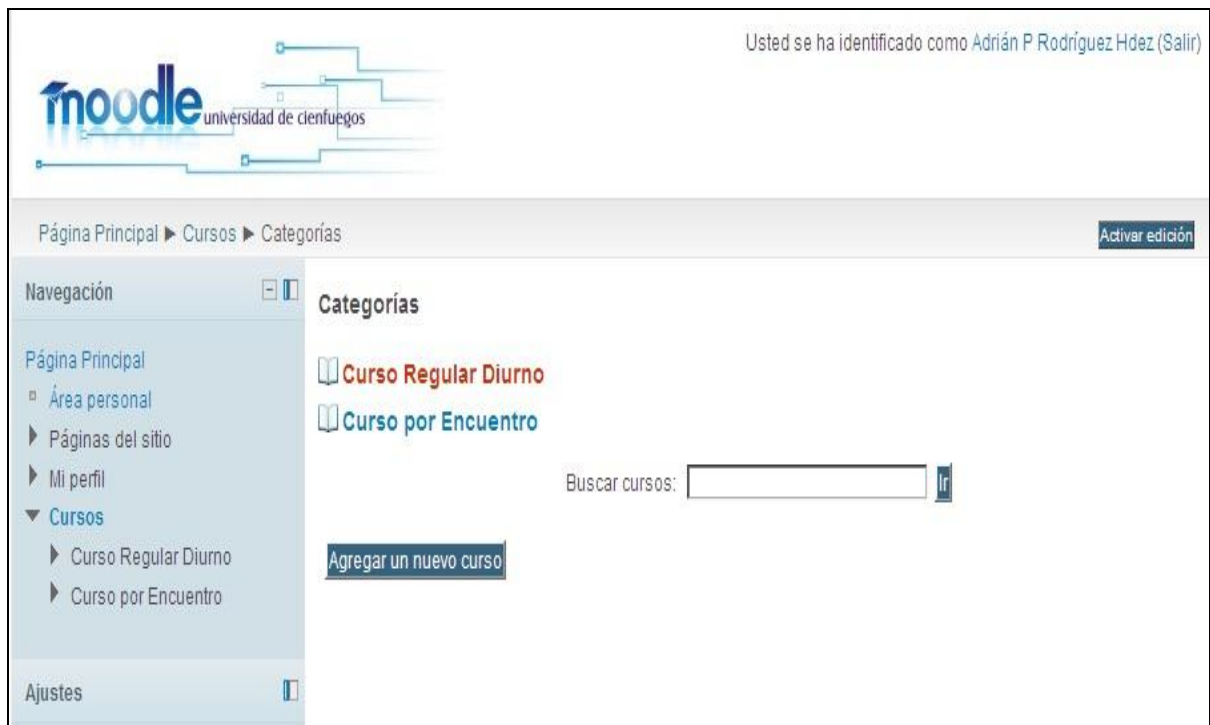 Usted se ha identificado como Adrián P Rodríguez Hdez (Salir)
moodle universidad de cienfuegos
Página Principal ▶ Cursos ▶ Categorías
Activar edición
Navegación
Página Principal
Área personal
Páginas del sitio
Mi perfil
Cursos
Curso Regular Diurno
Curso por Encuentro
Ajustes
Categorías
Curso Regular Diurno
Curso por Encuentro
Buscar cursos: Ir
Agregar un nuevo curso